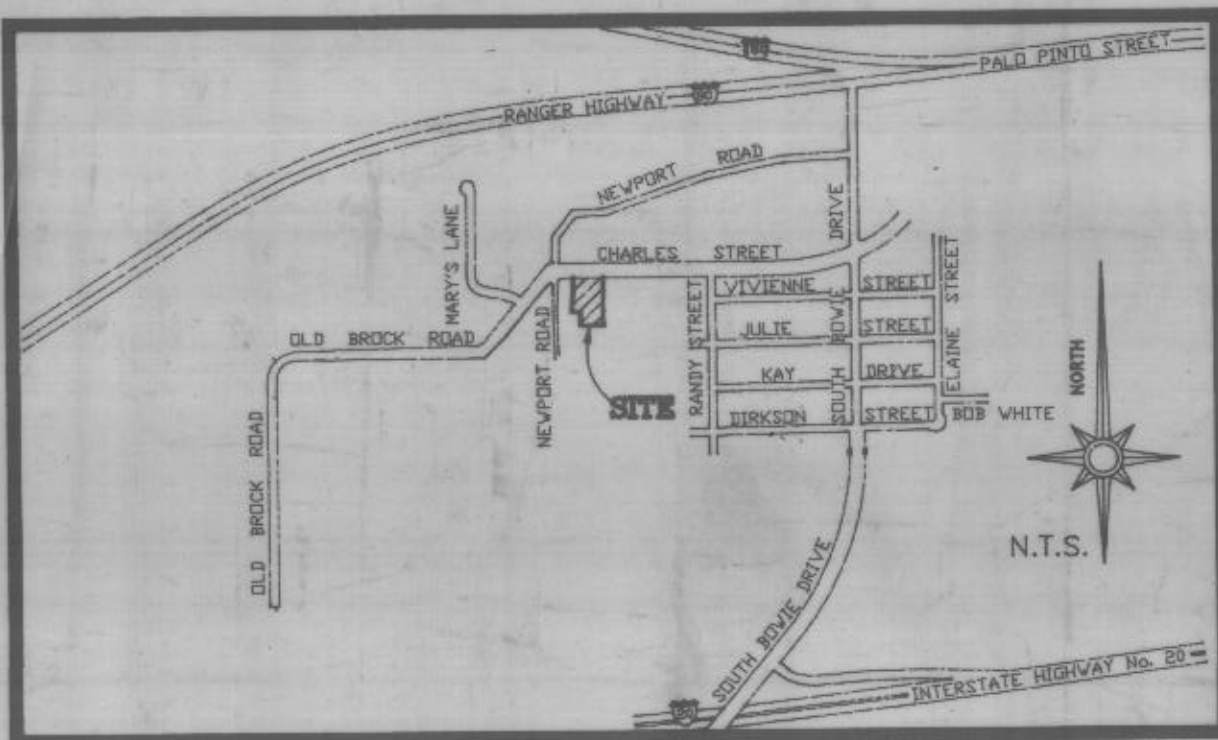 PALO PINTO STREET
RANGER HIGHWAY
NEWPORT ROAD
MARY'S LANE
DRIVE
CHARLES STREET
VIVIENNE STREET
ELAINE STREET
RANDY STREET
JULIE STREET
OLD BROCK ROAD
NEWPORT ROAD
KAY DRIVE
SOUTH BOWIE
SITE
DIRKSON STREET
BOB WHITE
NORTH
OLD BROCK ROAD
N.T.S.
SOUTH BOWIE DRIVE
INTERSTATE HIGHWAY No. 20